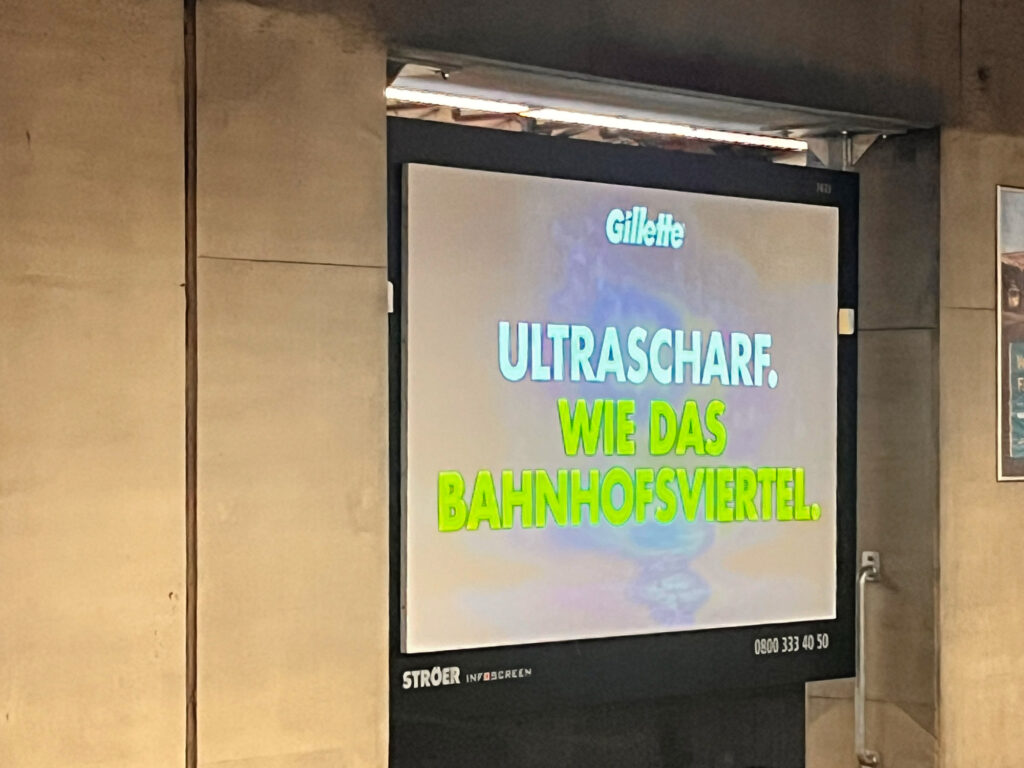 Gillette
ULTRASCHARF.
WIE DAS
BAHNHOFSVIERTEL.
0800 333 40 50
STRÖER INFOSCREEN